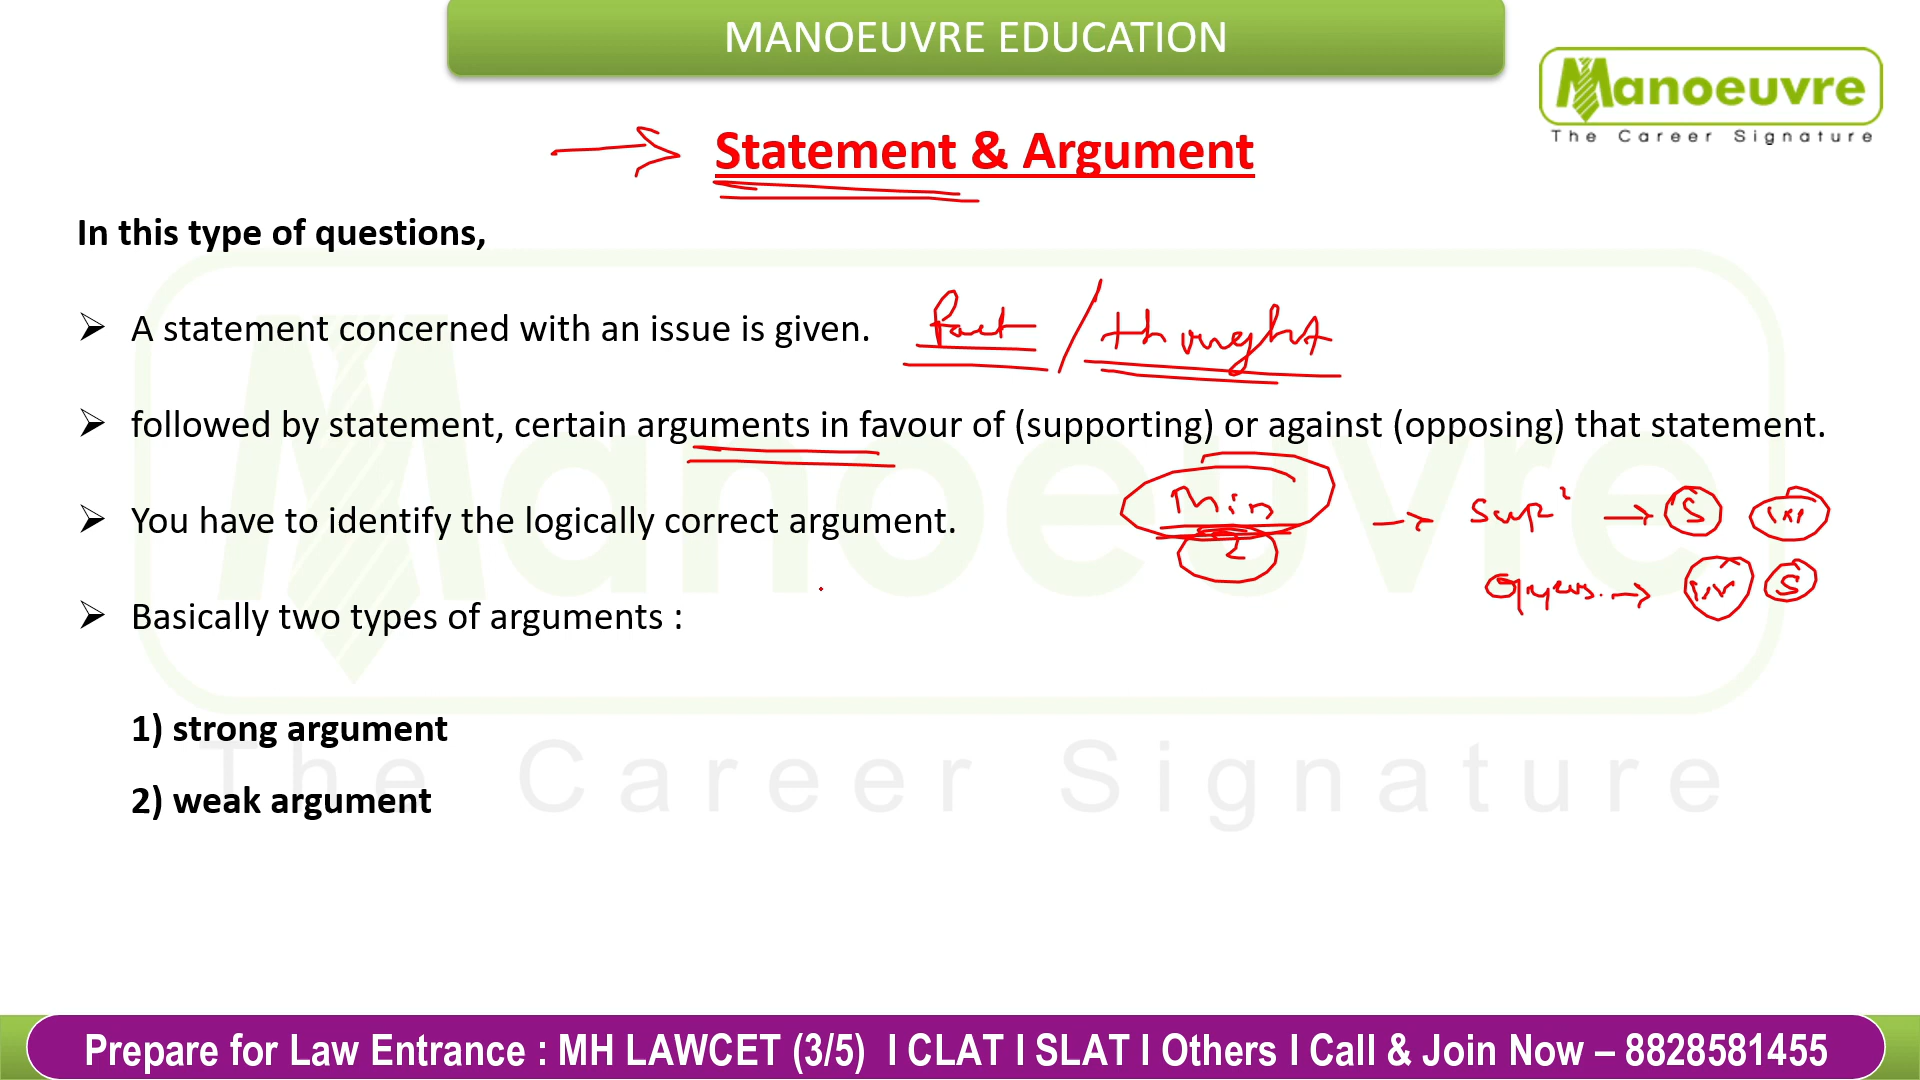 MANOEUVRE EDUCATION
Manoeuvre
The Career Signature
Statement & Argument
In this type of questions,
➢ A statement concerned with an issue is given.
fact / thought
➢ followed by statement, certain arguments in favour of (supporting) or against (opposing) that statement.
Min
2
➢ You have to identify the logically correct argument.
S
S
➢ Basically two types of arguments :
1) strong argument
2) weak argument
Manoeuvre
The Career Signature
Prepare for Law Entrance : MH LAWCET (3/5) I CLAT I SLAT I Others I Call & Join Now – 8828581455